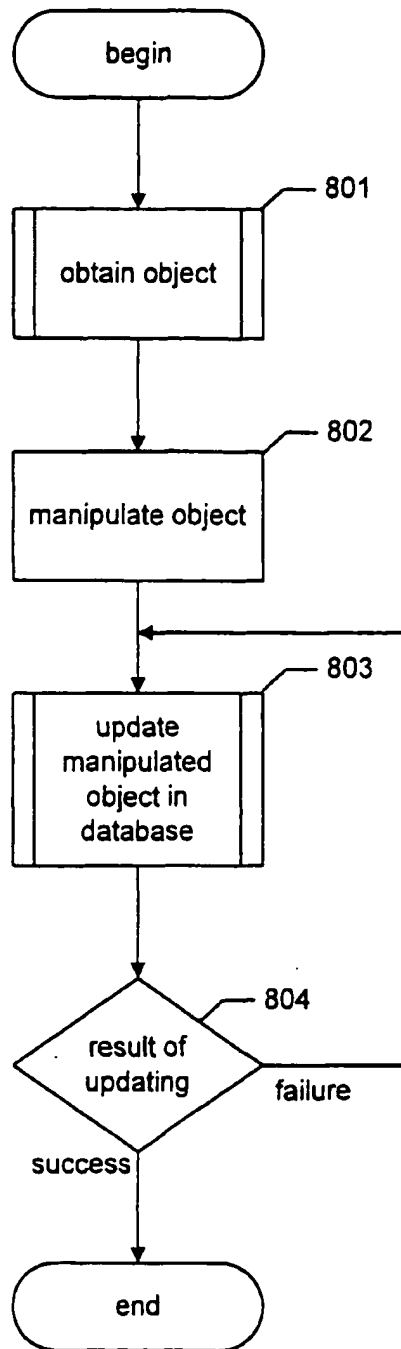 begin
801
obtain object
802
manipulate object
803
update
manipulated
object in
database
804
result of
updating
failure
success
end